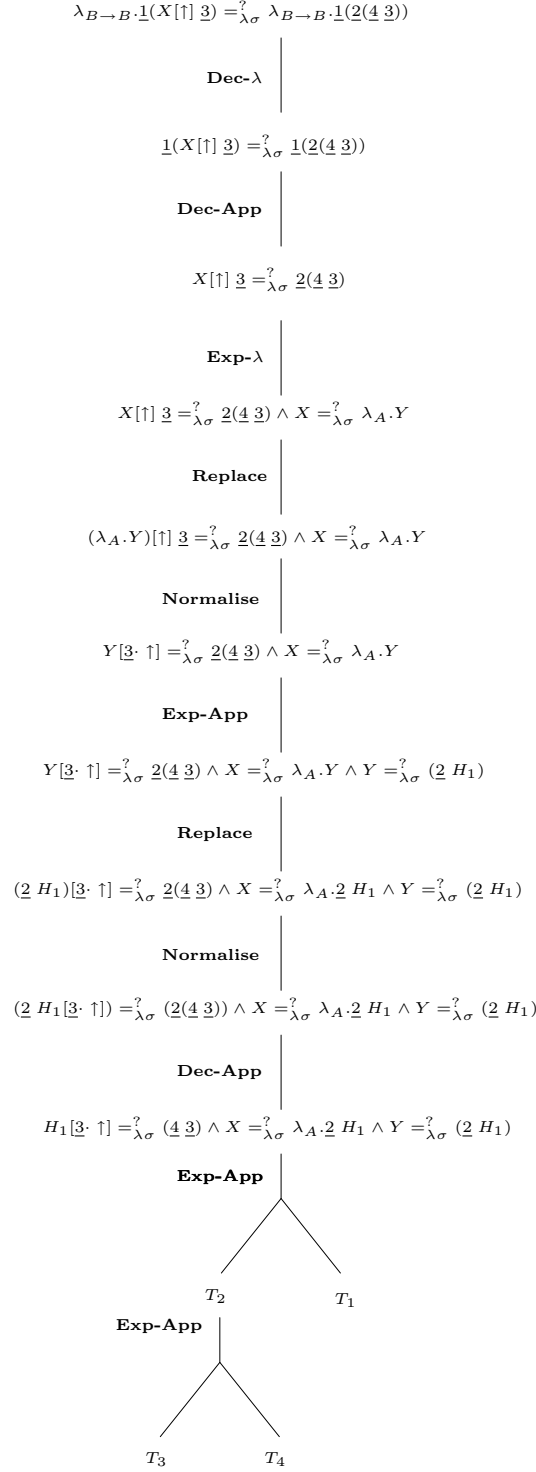 λ_{B→B}.1̲(X[↑] 3̲) =^?_{λσ} λ_{B→B}.1̲(2̲(4̲ 3̲))
Dec-λ
1̲(X[↑] 3̲) =^?_{λσ} 1̲(2̲(4̲ 3̲))
Dec-App
X[↑] 3̲ =^?_{λσ} 2̲(4̲ 3̲)
Exp-λ
X[↑] 3̲ =^?_{λσ} 2̲(4̲ 3̲) ∧ X =^?_{λσ} λ_A.Y
Replace
(λ_A.Y)[↑] 3̲ =^?_{λσ} 2̲(4̲ 3̲) ∧ X =^?_{λσ} λ_A.Y
Normalise
Y[3̲· ↑] =^?_{λσ} 2̲(4̲ 3̲) ∧ X =^?_{λσ} λ_A.Y
Exp-App
Y[3̲· ↑] =^?_{λσ} 2̲(4̲ 3̲) ∧ X =^?_{λσ} λ_A.Y ∧ Y =^?_{λσ} (2̲ H_1)
Replace
(2̲ H_1)[3̲· ↑] =^?_{λσ} 2̲(4̲ 3̲) ∧ X =^?_{λσ} λ_A.2̲ H_1 ∧ Y =^?_{λσ} (2̲ H_1)
Normalise
(2̲ H_1[3̲· ↑]) =^?_{λσ} (2̲(4̲ 3̲)) ∧ X =^?_{λσ} λ_A.2̲ H_1 ∧ Y =^?_{λσ} (2̲ H_1)
Dec-App
H_1[3̲· ↑] =^?_{λσ} (4̲ 3̲) ∧ X =^?_{λσ} λ_A.2̲ H_1 ∧ Y =^?_{λσ} (2̲ H_1)
Exp-App
T_2 T_1
Exp-App
T_3 T_4